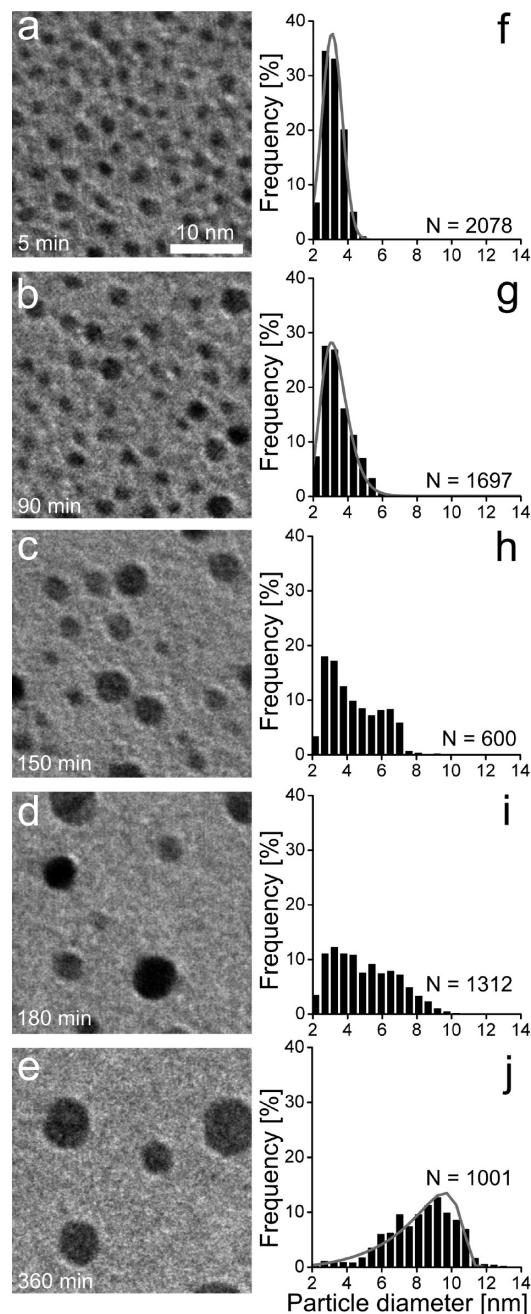 a
5 min
10 nm
f
Frequency [%]
40
30
20
10
0
2 4 6 8 10 12 14
N = 2078
b
90 min
g
Frequency [%]
40
30
20
10
0
2 4 6 8 10 12 14
N = 1697
c
150 min
h
Frequency [%]
40
30
20
10
0
2 4 6 8 10 12 14
N = 600
d
180 min
i
Frequency [%]
40
30
20
10
0
2 4 6 8 10 12 14
N = 1312
e
360 min
j
Frequency [%]
40
30
20
10
0
2 4 6 8 10 12 14
N = 1001
Particle diameter [nm]